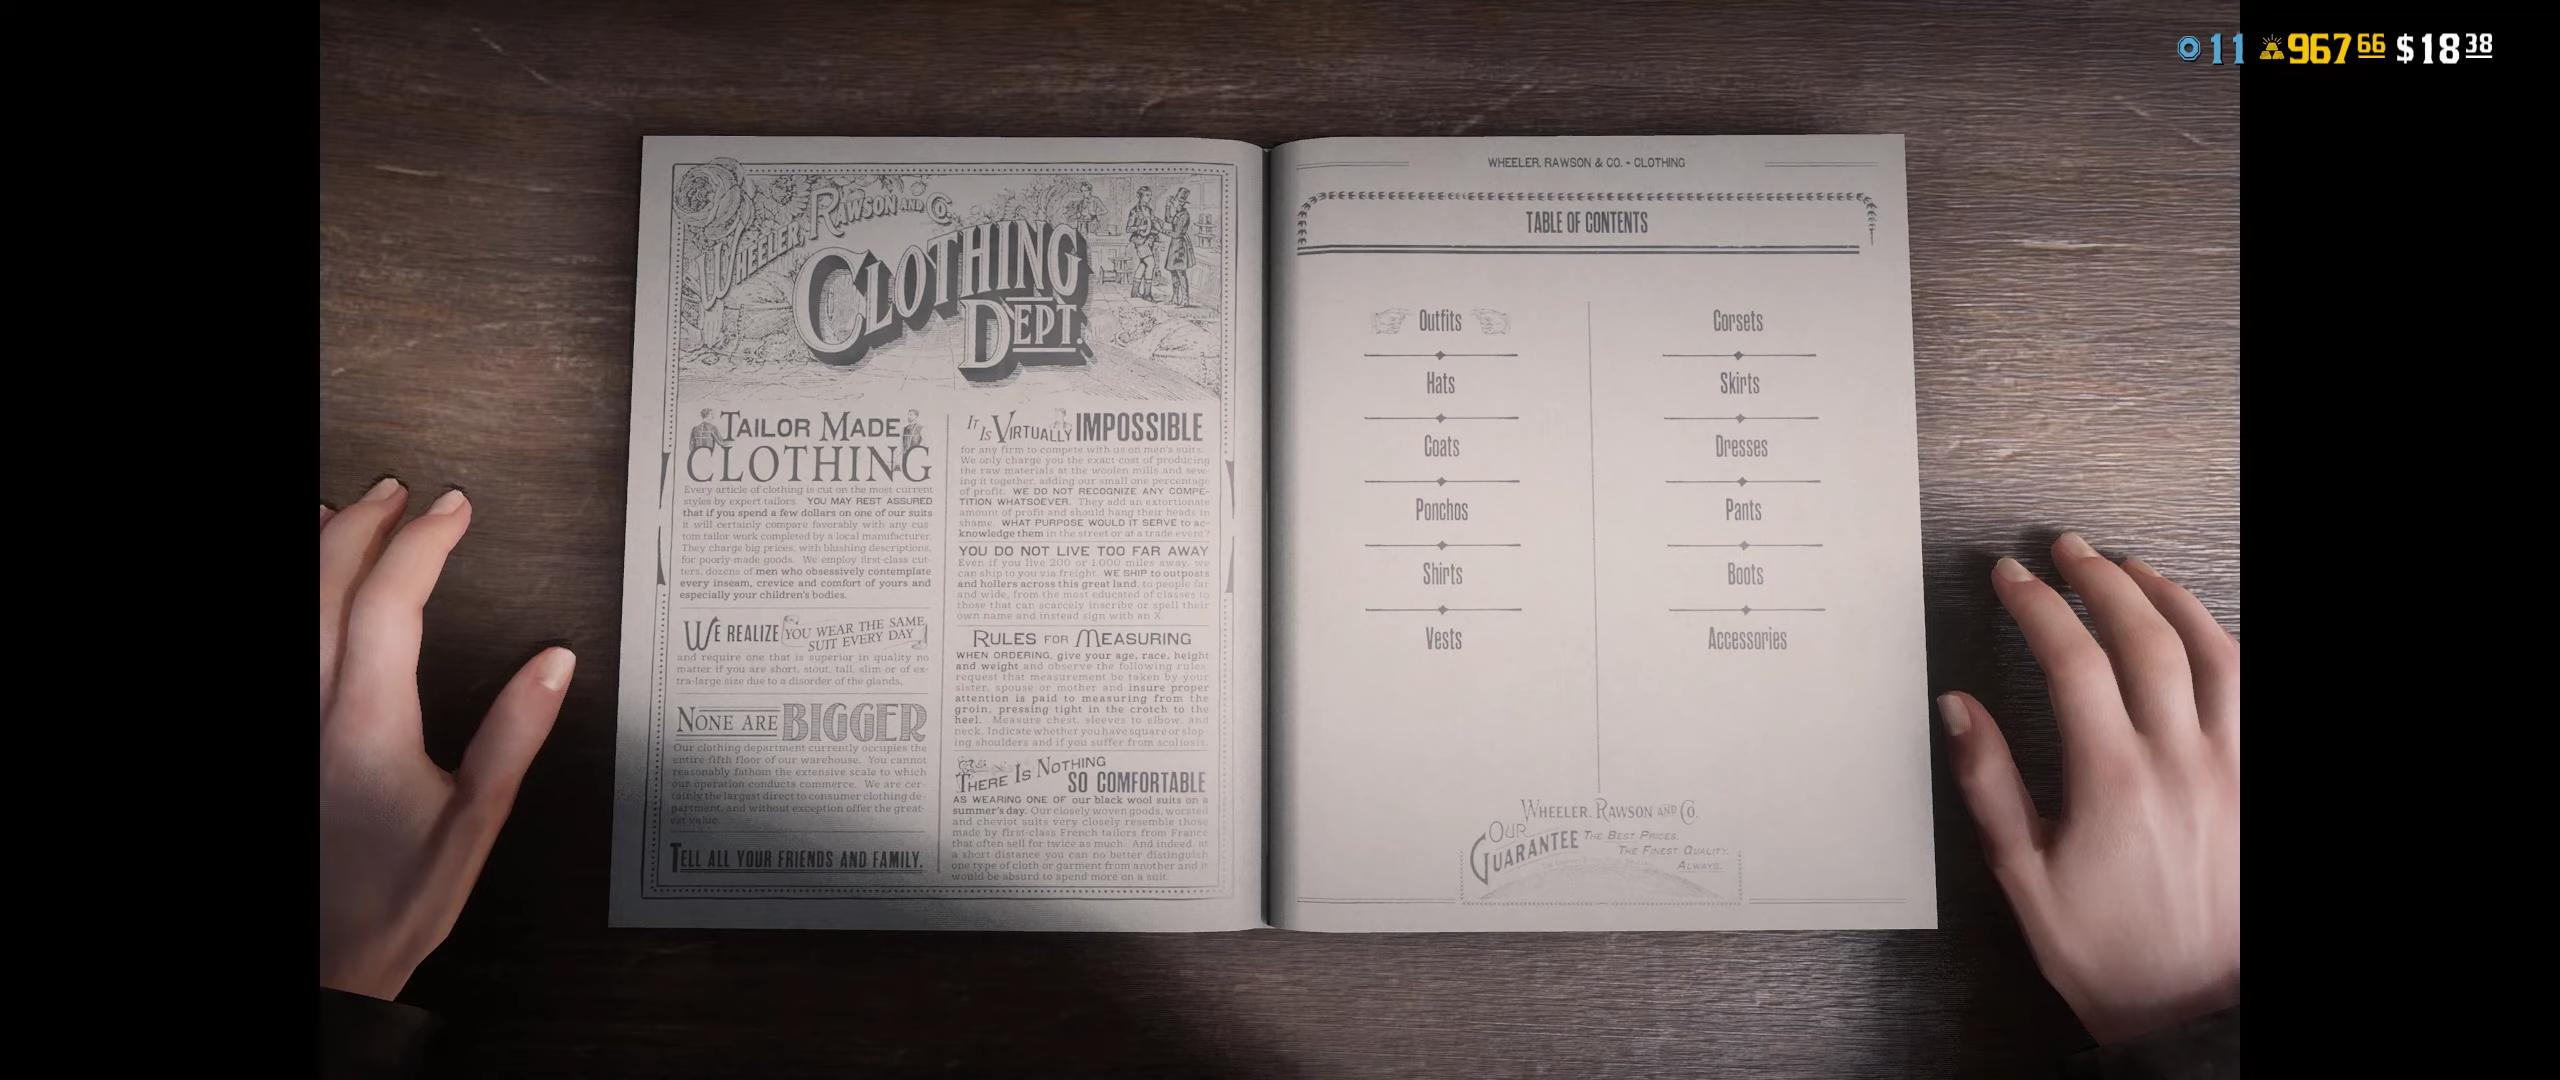 11 967 66 $18 38
WHEELER, RAWSON AND CO.
CLOTHING
DEPT.
TAILOR MADE
CLOTHING
Every article of clothing is cut on the most current
styles by expert tailors. YOU MAY REST ASSURED
that if you spend a few dollars on one of our suits
it will certainly compare favorably with any cus-
tom tailor work completed by a local manufacturer.
They charge big prices, with blushing descriptions,
for poorly-made goods. We employ first-class cut-
ters, dozens of men who obsessively contemplate
every inseam, crevice and comfort of yours and
especially your children's bodies.
WE REALIZE YOU WEAR THE SAME
SUIT EVERY DAY
and require one that is superior in quality no
matter if you are short, stout, tall, slim or of ex-
tra-large size due to a disorder of the glands.
NONE ARE BIGGER
Our clothing department currently occupies the
entire fifth floor of our warehouse. You cannot
reasonably fathom the extensive scale to which
our operation conducts commerce. We are cer-
tainly the largest direct to consumer clothing de-
partment, and without exception offer the great-
est value.
TELL ALL YOUR FRIENDS AND FAMILY.
IT IS VIRTUALLY IMPOSSIBLE
for any firm to compete with us on men's suits.
We only charge you the exact cost of producing
the raw materials at the woolen mills and sew-
ing it together, adding our small one percentage
of profit. WE DO NOT RECOGNIZE ANY COMPE-
TITION WHATSOEVER. They add an extortionate
amount of profit and should hang their heads in
shame. WHAT PURPOSE WOULD IT SERVE to ac-
knowledge them in the street or at a trade event?
YOU DO NOT LIVE TOO FAR AWAY
Even if you live 200 or 1,000 miles away, we
can ship to you via freight. WE SHIP to outposts
and hollers across this great land, to people far
and wide, from the most educated of classes to
those that can scarcely inscribe or spell their
own name and instead sign with an X.
RULES FOR MEASURING
WHEN ORDERING, give your age, race, height
and weight and observe the following rules:
request that measurement be taken by your
sister, spouse or mother and insure proper
attention is paid to measuring from the
groin, pressing tight in the crotch to the
heel. Measure chest, sleeves to elbow, and
neck. Indicate whether you have square or slop-
ing shoulders and if you suffer from scoliosis.
THERE IS NOTHING
SO COMFORTABLE
AS WEARING ONE OF our black wool suits on a
summer's day. Our closely woven goods, worsted
and cheviot suits very closely resemble those
made by first-class French tailors from France
that often sell for twice as much. And indeed, at
a short distance you can no better distinguish
one type of cloth or garment from another and it
would be absurd to spend more on a suit.
WHEELER, RAWSON & CO. - CLOTHING
TABLE OF CONTENTS
Outfits
Hats
Coats
Ponchos
Shirts
Vests
Corsets
Skirts
Dresses
Pants
Boots
Accessories
WHEELER, RAWSON AND CO.
OUR
GUARANTEE
THE BEST PRICES.
THE FINEST QUALITY.
ALWAYS.